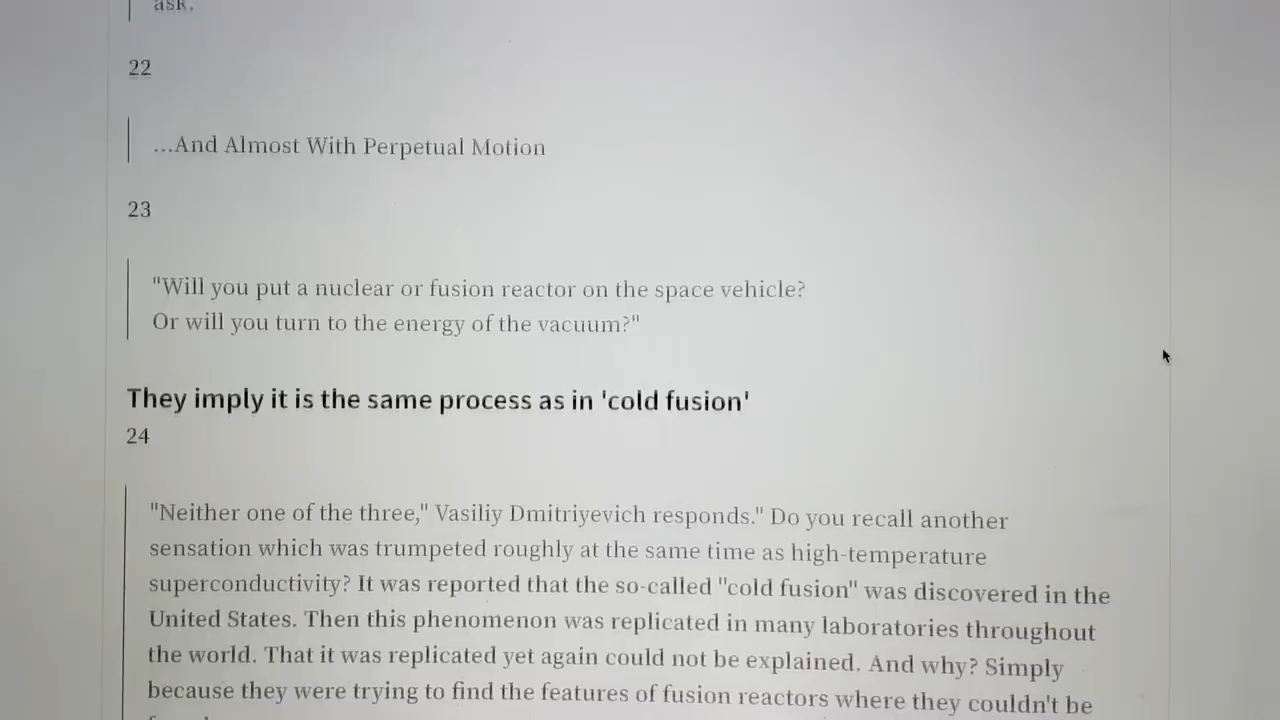 ask.
22
...And Almost With Perpetual Motion
23
"Will you put a nuclear or fusion reactor on the space vehicle?
Or will you turn to the energy of the vacuum?"
They imply it is the same process as in 'cold fusion'
24
"Neither one of the three," Vasiliy Dmitriyevich responds." Do you recall another
sensation which was trumpeted roughly at the same time as high-temperature
superconductivity? It was reported that the so-called "cold fusion" was discovered in the
United States. Then this phenomenon was replicated in many laboratories throughout
the world. That it was replicated yet again could not be explained. And why? Simply
because they were trying to find the features of fusion reactors where they couldn't be